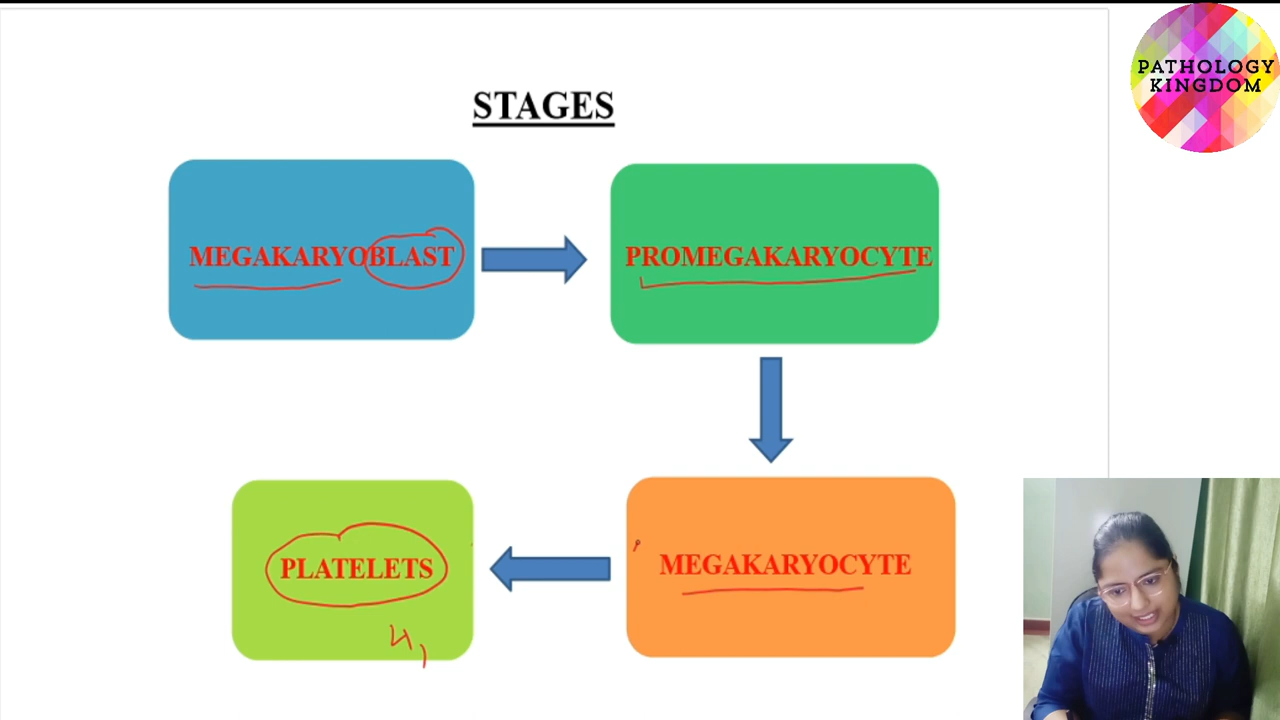 PATHOLOGY
KINGDOM
STAGES
MEGAKARYOBLAST
PROMEGAKARYOCYTE
PLATELETS
MEGAKARYOCYTE